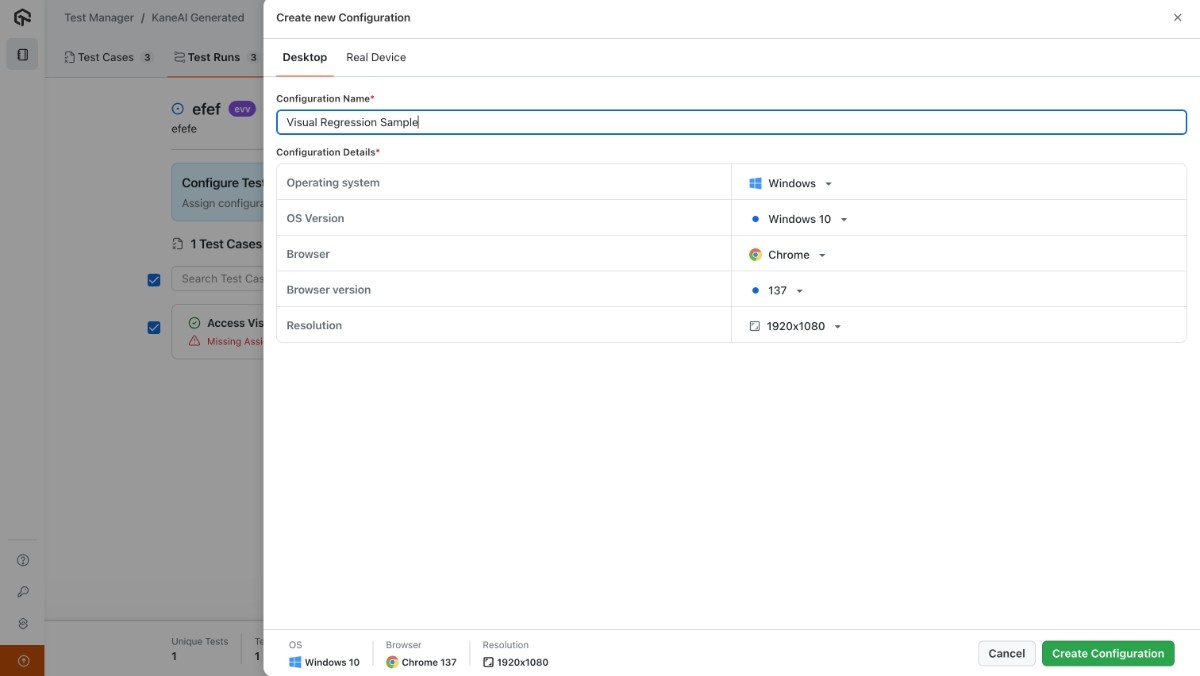 Test Manager / KaneAI Generated
Test Cases 3 Test Runs 3
efef evv
efefe
Configure Test
Assign configura
1 Test Cases
Search Test Cas
Access Vis
Missing Assi
Unique Tests
1
1
Create new Configuration
Desktop Real Device
Configuration Name*
Visual Regression Sample
Configuration Details*
Operating system Windows
OS Version Windows 10
Browser Chrome
Browser version 137
Resolution 1920x1080
OS Browser Resolution
Windows 10 Chrome 137 1920x1080
Cancel Create Configuration